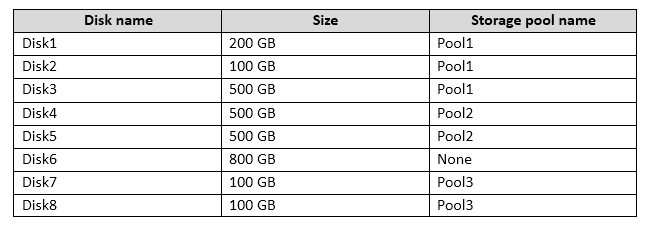 Disk name Size Storage pool name
Disk1 200 GB Pool1
Disk2 100 GB Pool1
Disk3 500 GB Pool1
Disk4 500 GB Pool2
Disk5 500 GB Pool2
Disk6 800 GB None
Disk7 100 GB Pool3
Disk8 100 GB Pool3